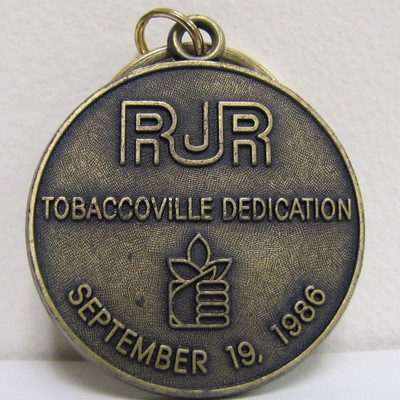 RJR
TOBACCOVILLE DEDICATION
SEPTEMBER 19, 1986